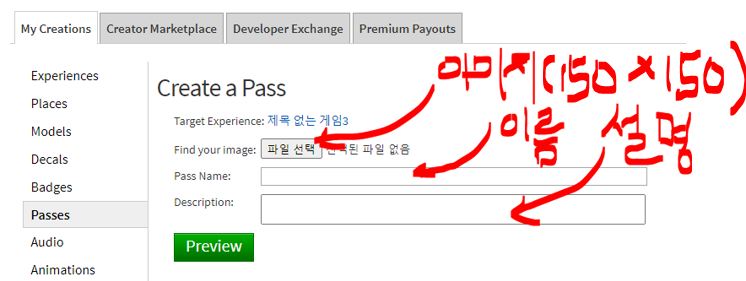 My Creations
Creator Marketplace
Developer Exchange
Premium Payouts
Experiences
Places
Models
Decals
Badges
Passes
Audio
Animations
Create a Pass
Target Experience: 제목 없는 게임3
Find your image: 파일 선택 선택된 파일 없음
Pass Name:
Description:
Preview
이미지(150×150)
이름
설명